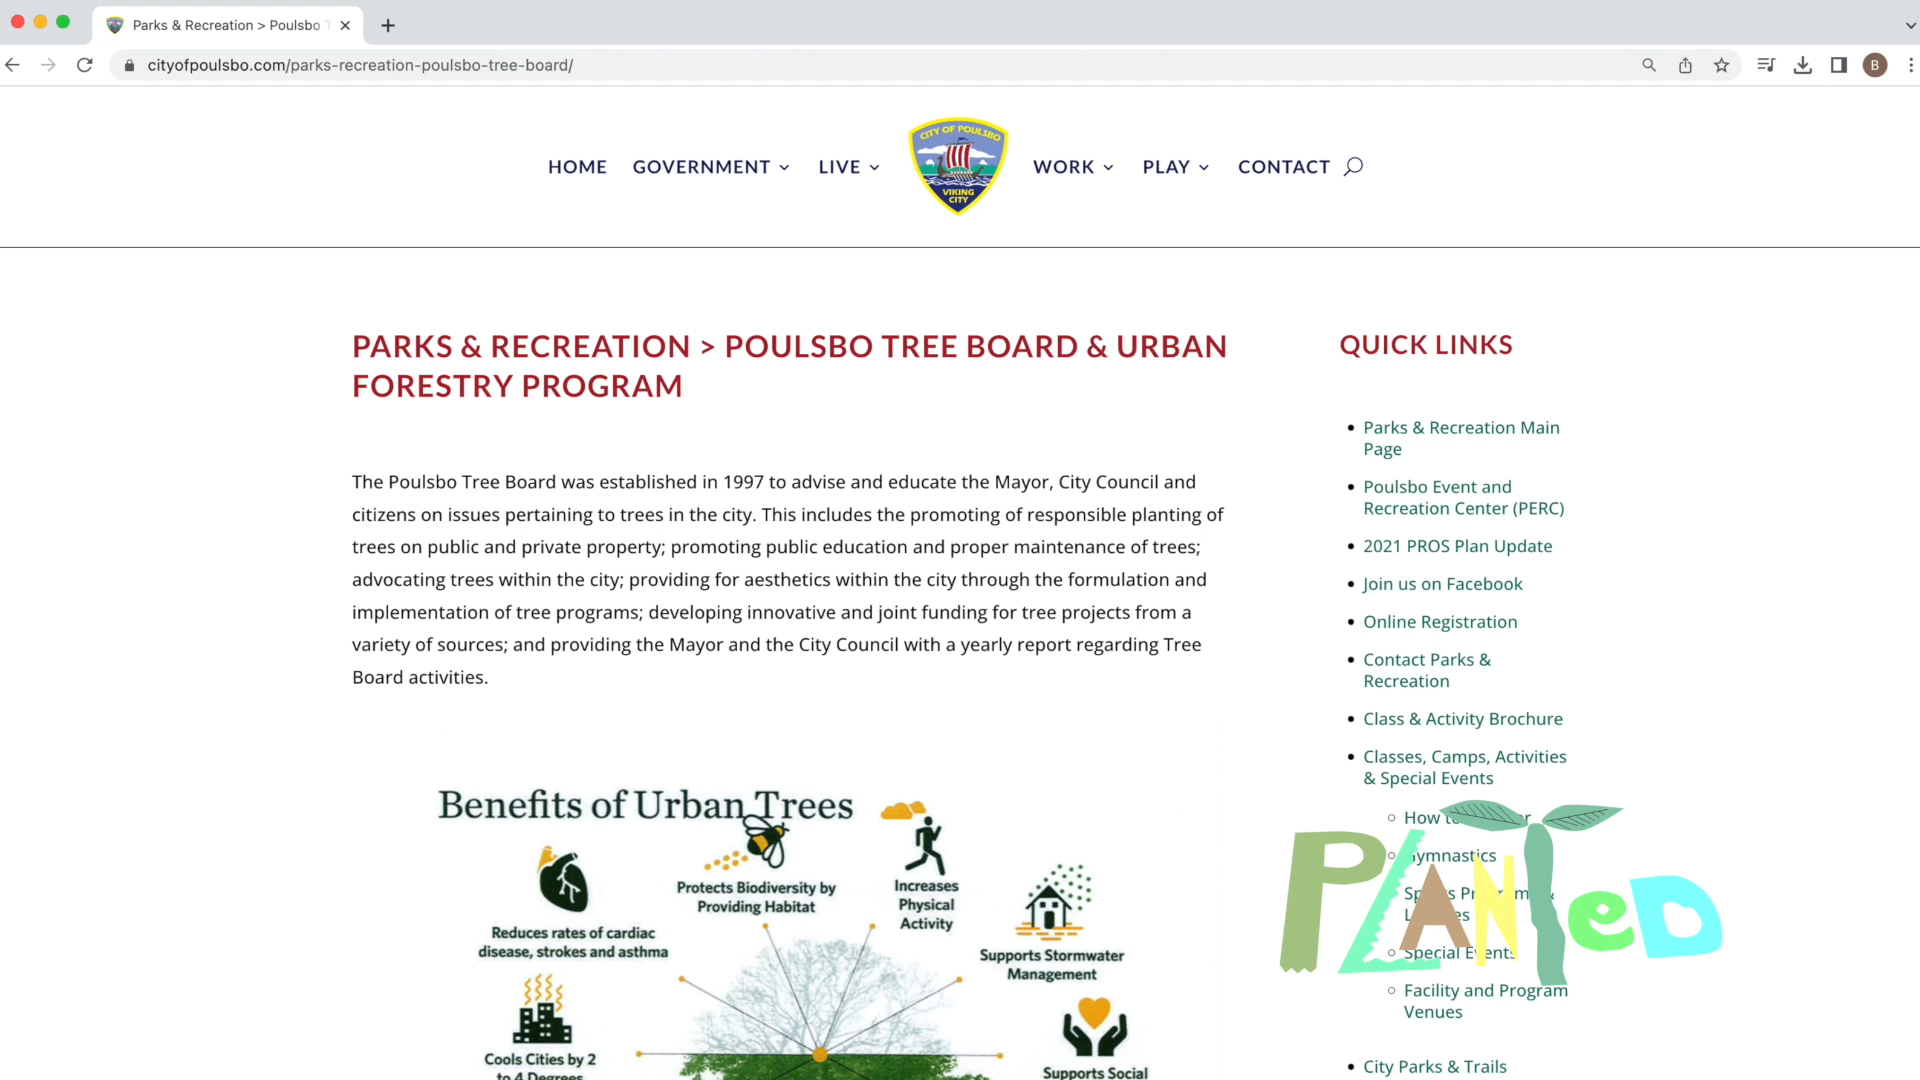 Parks & Recreation > Poulsbo
cityofpoulsbo.com/parks-recreation-poulsbo-tree-board/
B
HOME GOVERNMENT LIVE WORK PLAY CONTACT
CITY OF POULSBO
VIKING
CITY
PARKS & RECREATION > POULSBO TREE BOARD & URBAN
FORESTRY PROGRAM
The Poulsbo Tree Board was established in 1997 to advise and educate the Mayor, City Council and
citizens on issues pertaining to trees in the city. This includes the promoting of responsible planting of
trees on public and private property; promoting public education and proper maintenance of trees;
advocating trees within the city; providing for aesthetics within the city through the formulation and
implementation of tree programs; developing innovative and joint funding for tree projects from a
variety of sources; and providing the Mayor and the City Council with a yearly report regarding Tree
Board activities.
Benefits of Urban Trees
Reduces rates of cardiac
disease, strokes and asthma
Protects Biodiversity by
Providing Habitat
Increases
Physical
Activity
Supports Stormwater
Management
Cools Cities by 2
to 4 Degrees
Supports Social
QUICK LINKS
Parks & Recreation Main
Page
Poulsbo Event and
Recreation Center (PERC)
2021 PROS Plan Update
Join us on Facebook
Online Registration
Contact Parks &
Recreation
Class & Activity Brochure
Classes, Camps, Activities
& Special Events
How
Gymnastics
Special Events
Facility and Program
Venues
City Parks & Trails
PLANTeD